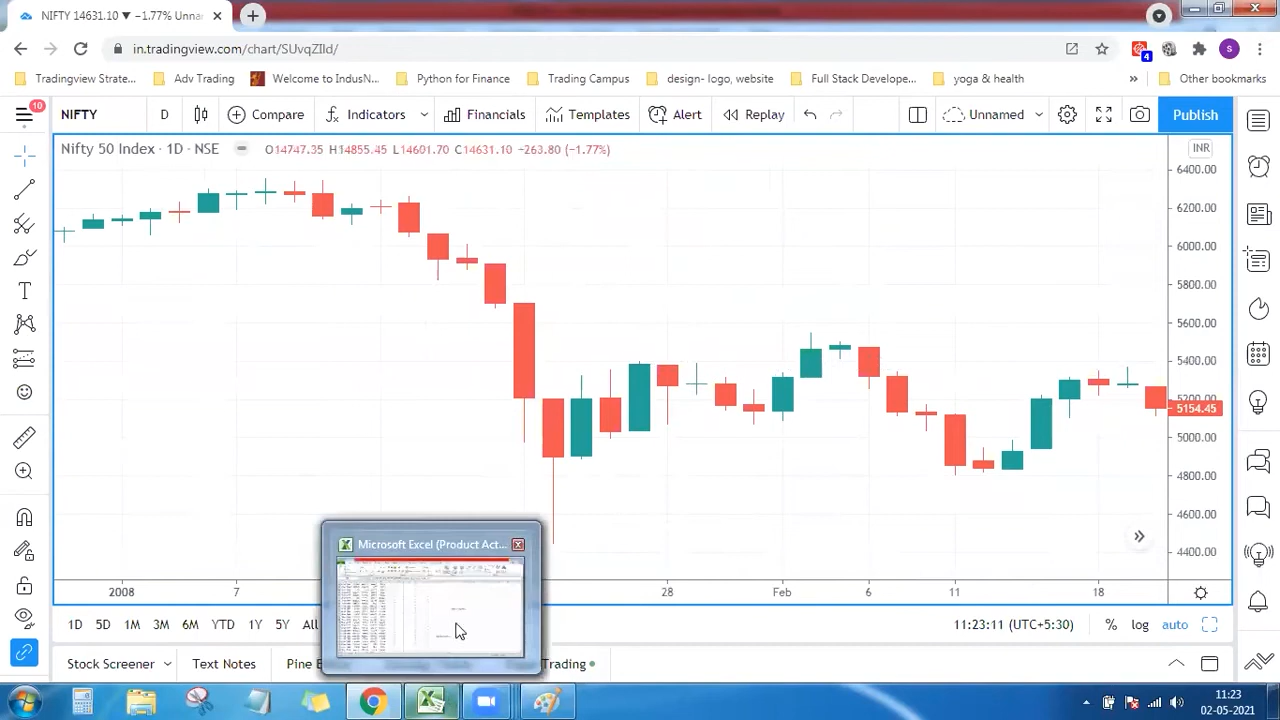 NIFTY 14631.10 ▼ −1.77% Unnar
in.tradingview.com/chart/SUvqZIld/
4
S
Tradingview Strate...
Adv Trading
Welcome to IndusN...
Python for Finance
Trading Campus
design- logo, website
Full Stack Develope...
yoga & health
»
Other bookmarks
10
NIFTY
D
Compare
Indicators
Financials
Templates
Alert
Replay
Unnamed
Publish
Nifty 50 Index · 1D · NSE
O14747.35 H14855.45 L14601.70 C14631.10 −263.80 (−1.77%)
INR
6400.00
6200.00
6000.00
5800.00
5600.00
5400.00
5200.00
5154.45
5000.00
4800.00
4600.00
4400.00
T
Microsoft Excel (Product Act...
2008
7
28
Feb
6
11
18
1D 5D 1M 3M 6M YTD 1Y 5Y All
11:23:11 (UTC+5:30)
%
log
auto
Stock Screener
Text Notes
Pine E
Trading
11:23
02-05-2021